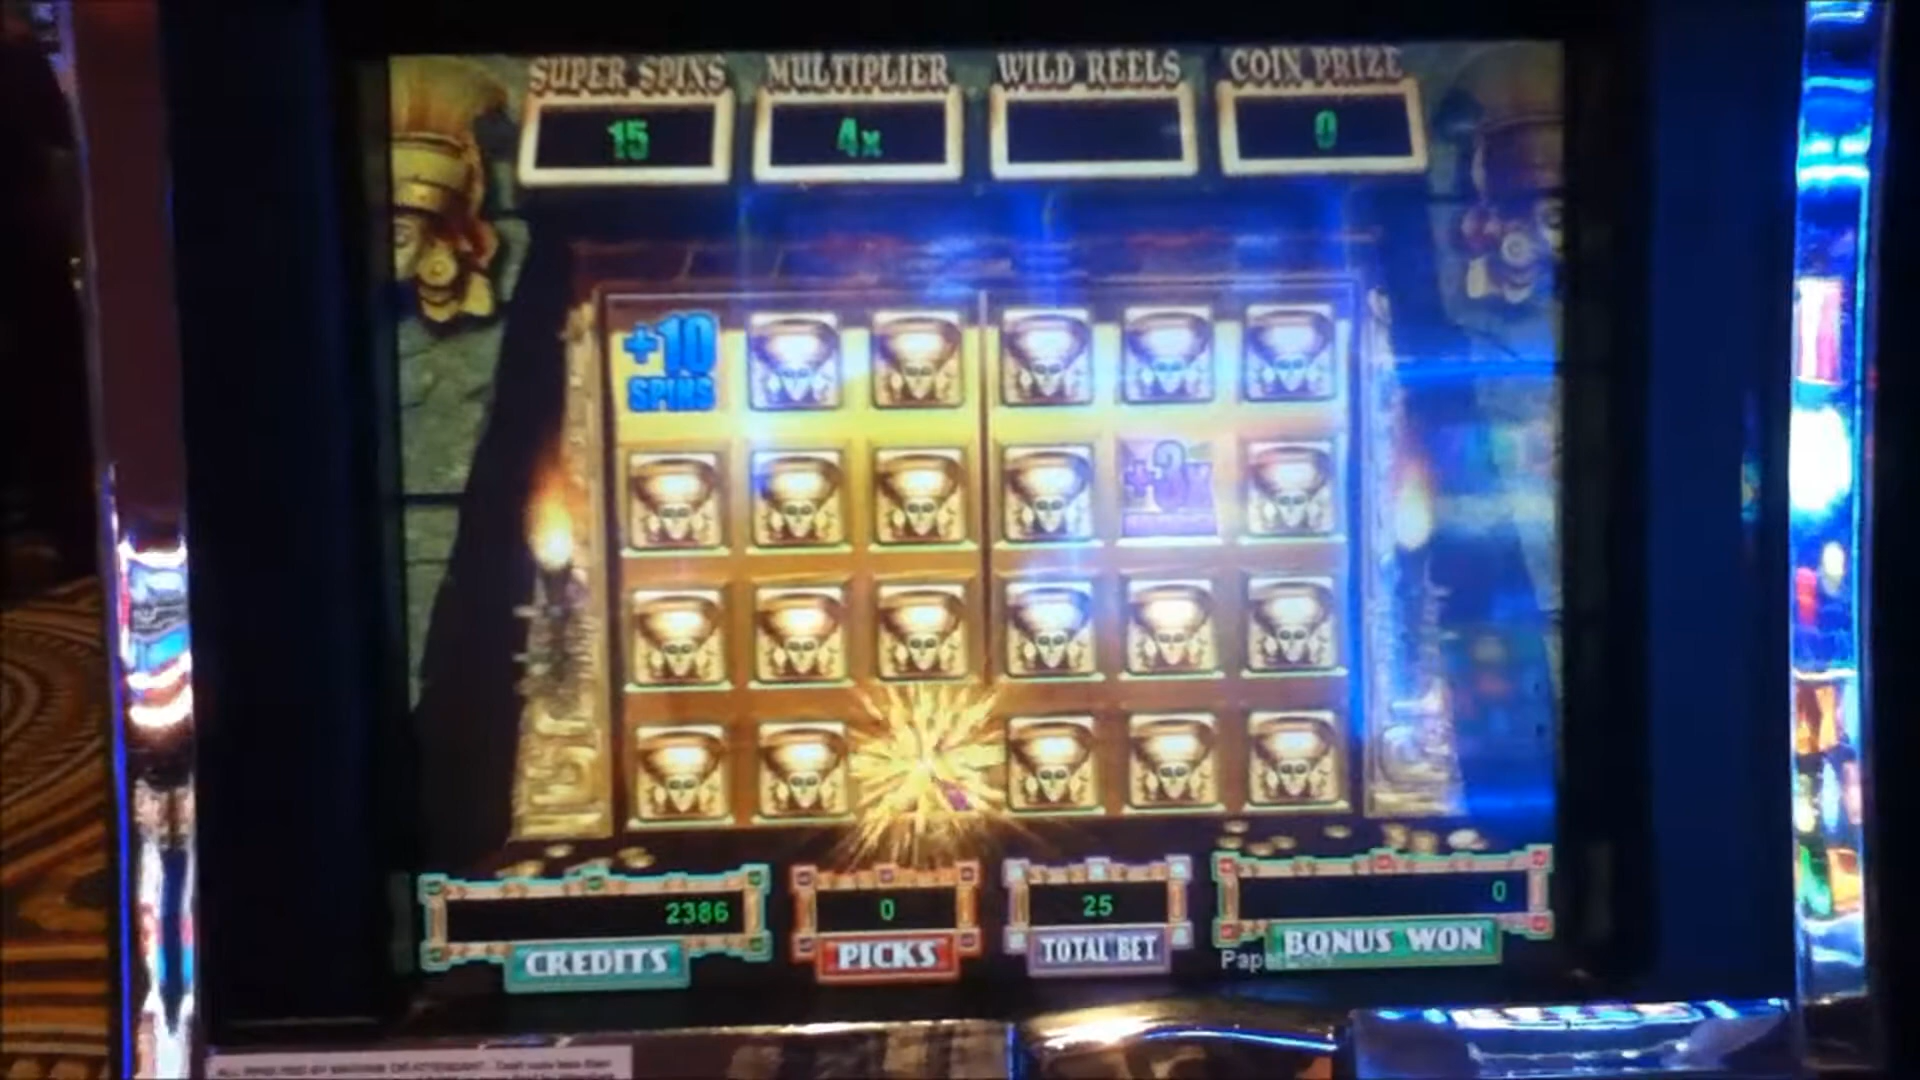 SUPER SPINS
MULTIPLIER
WILD REELS
COIN PRIZE
15
4x
0
+10
SPINS
+3x
2386
0
25
0
CREDITS
PICKS
TOTAL BET
BONUS WON